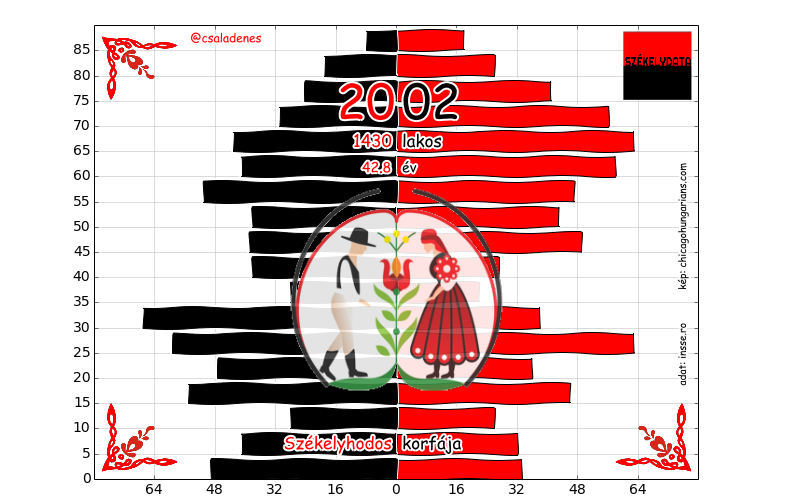 @csaladenes
SZÉKELYDATA
2002
1430 lakos
42.8 év
kép: chicagohungarians.com
adat: insse.ro
Székelyhodos korfája
85
80
75
70
65
60
55
50
45
40
35
30
25
20
15
10
5
0
64 48 32 16 0 16 32 48 64